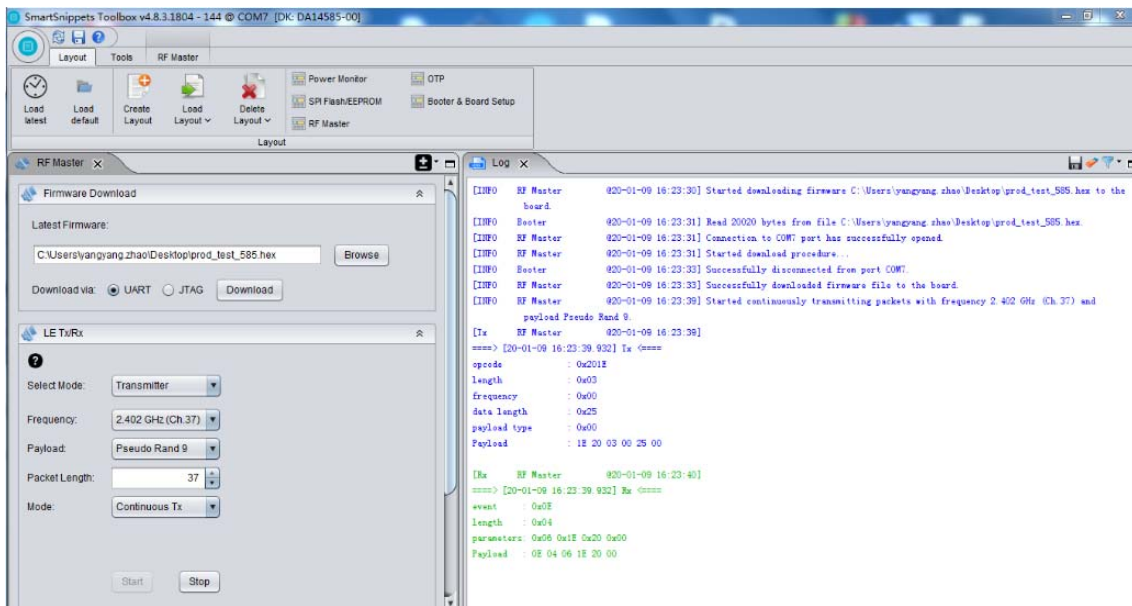 SmartSnippets Toolbox v4.8.3.1804 - 144 @ COM7 [DK: DA14585-00]
Layout Tools RF Master
Load latest
Load default
Create Layout
Load Layout
Delete Layout
Power Monitor
SPI Flash/EEPROM
RF Master
OTP
Booter & Board Setup
Layout
RF Master
Firmware Download
Latest Firmware:
C:\Users\yangyang.zhao\Desktop\prod_test_585.hex Browse
Download via: UART JTAG Download
LE Tx/Rx
Select Mode: Transmitter
Frequency: 2.402 GHz (Ch.37)
Payload: Pseudo Rand 9
Packet Length: 37
Mode: Continuous Tx
Start Stop
Log
[INFO RF Master @20-01-09 16:23:30] Started downloading firmware C:\Users\yangyang.zhao\Desktop\prod_test_585.hex to the
board.
[INFO Booter @20-01-09 16:23:31] Read 20020 bytes from file C:\Users\yangyang.zhao\Desktop\prod_test_585.hex.
[INFO RF Master @20-01-09 16:23:31] Connection to COM7 port has successfully opened.
[INFO RF Master @20-01-09 16:23:31] Started download procedure...
[INFO Booter @20-01-09 16:23:33] Successfully disconnected from port COM7.
[INFO RF Master @20-01-09 16:23:33] Successfully downloaded firmware file to the board.
[INFO RF Master @20-01-09 16:23:39] Started continuously transmitting packets with frequency 2.402 GHz (Ch.37) and
payload Pseudo Rand 9.
[Tx RF Master @20-01-09 16:23:39]
====> [20-01-09 16:23:39.932] Tx <====
opcode : 0x201E
length : 0x03
frequency : 0x00
data length : 0x25
payload type : 0x00
Payload : 1E 20 03 00 25 00
[Rx RF Master @20-01-09 16:23:40]
====> [20-01-09 16:23:39.932] Rx <====
event : 0x0E
length : 0x04
parameters: 0x06 0x1E 0x20 0x00
Payload : 0E 04 06 1E 20 00